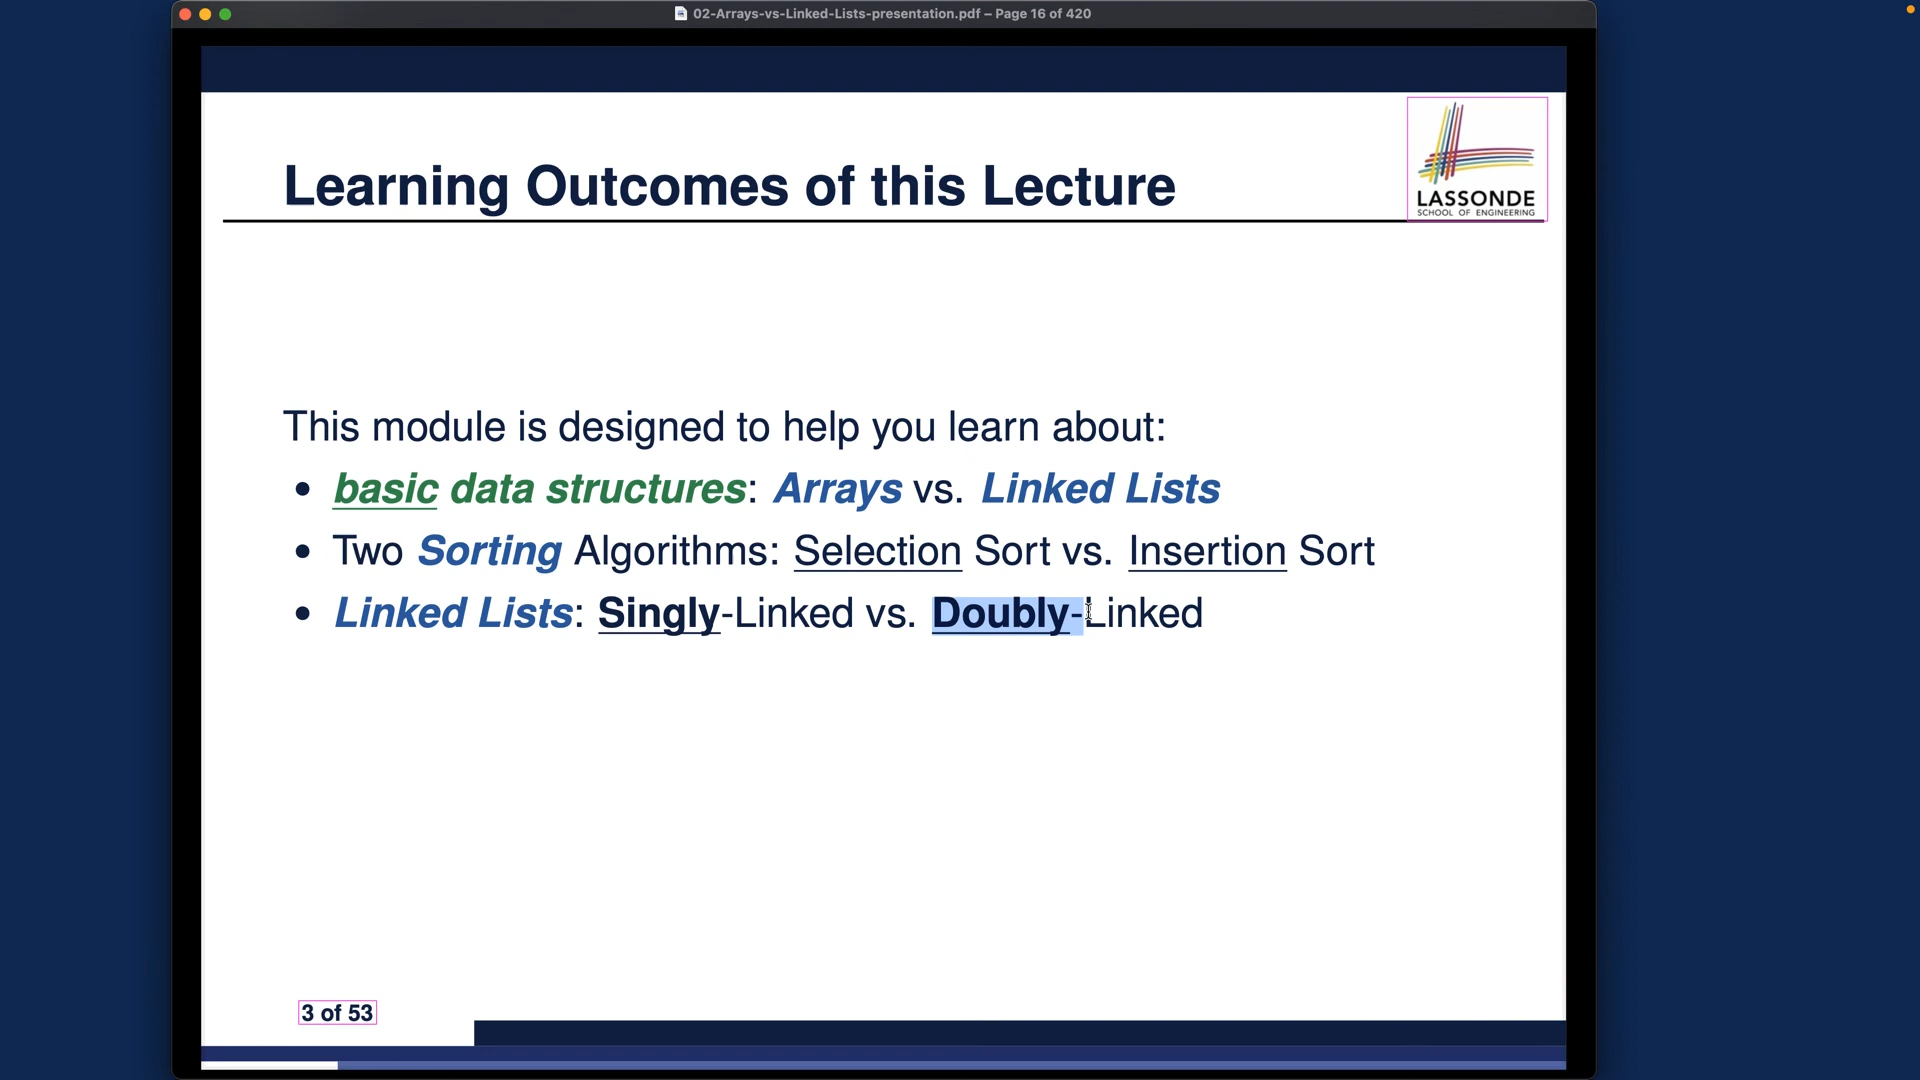 02-Arrays-vs-Linked-Lists-presentation.pdf – Page 16 of 420
Learning Outcomes of this Lecture
LASSONDE
SCHOOL OF ENGINEERING
This module is designed to help you learn about:
• basic data structures: Arrays vs. Linked Lists
• Two Sorting Algorithms: Selection Sort vs. Insertion Sort
• Linked Lists: Singly-Linked vs. Doubly-Linked
3 of 53